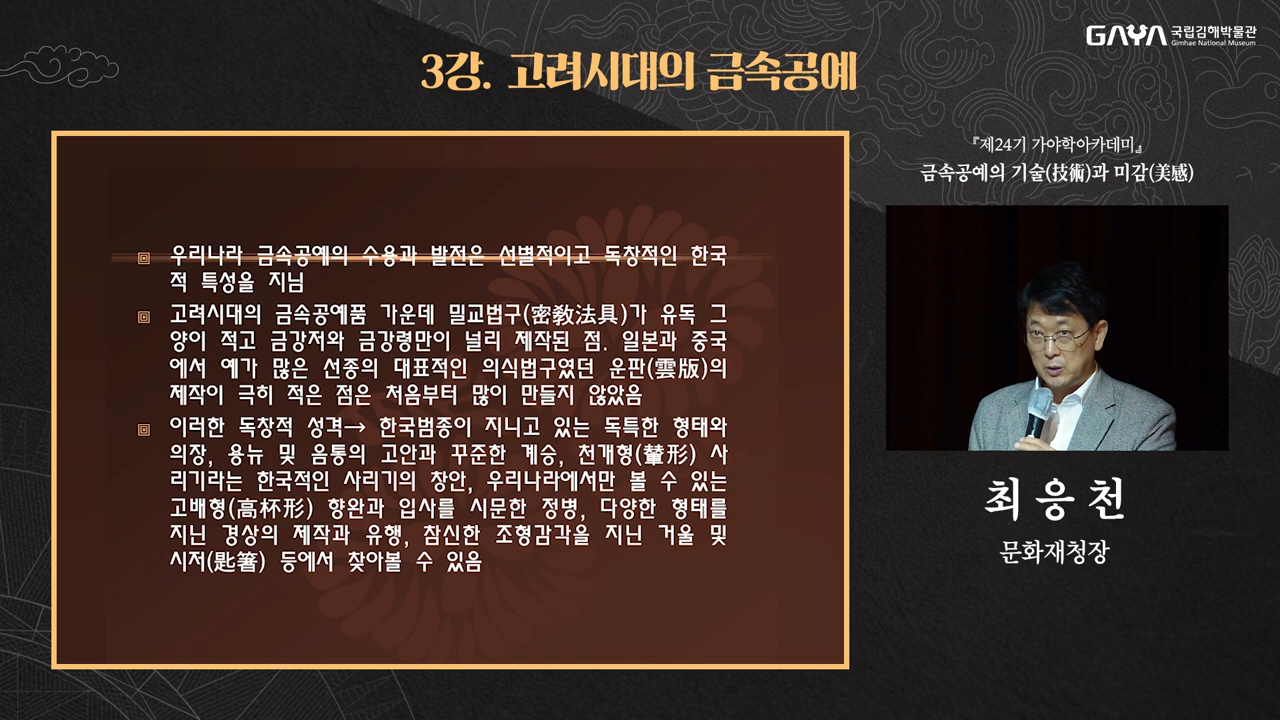 GAYA 국립김해박물관
Gimhae National Museum
3강. 고려시대의 금속공예
『제24기 가야학아카데미』
금속공예의 기술(技術)과 미감(美感)
우리나라 금속공예의 수용과 발전은 선별적이고 독창적인 한국
적 특성을 지님
고려시대의 금속공예품 가운데 밀교법구(密敎法具)가 유독 그
양이 적고 금강저와 금강령만이 널리 제작된 점. 일본과 중국
에서 예가 많은 선종의 대표적인 의식법구였던 운판(雲版)의
제작이 극히 적은 점은 처음부터 많이 만들지 않았음
이러한 독창적 성격→ 한국범종이 지니고 있는 독특한 형태와
의장, 용뉴 및 음통의 고안과 꾸준한 계승, 천개형(輦形) 사
리기라는 한국적인 사리기의 창안, 우리나라에서만 볼 수 있는
고배형(高杯形) 향완과 입사를 시문한 정병, 다양한 형태를
지닌 경상의 제작과 유행, 참신한 조형감각을 지닌 거울 및
시저(匙箸) 등에서 찾아볼 수 있음
최응천
문화재청장